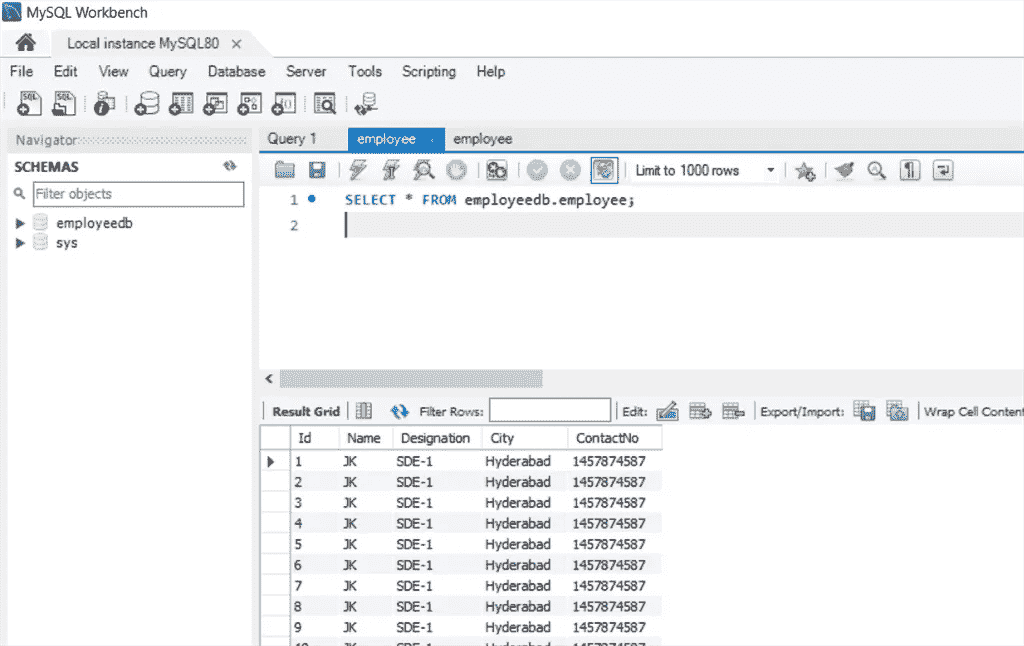 MySQL Workbench
Local instance MySQL80
File Edit View Query Database Server Tools Scripting Help
Navigator
Query 1 employee employee
SCHEMAS
Limit to 1000 rows
Filter objects
employeedb
sys
1 SELECT * FROM employeedb.employee;
2
Result Grid Filter Rows: Edit: Export/Import: Wrap Cell Content
Id Name Designation City ContactNo
1 JK SDE-1 Hyderabad 1457874587
2 JK SDE-1 Hyderabad 1457874587
3 JK SDE-1 Hyderabad 1457874587
4 JK SDE-1 Hyderabad 1457874587
5 JK SDE-1 Hyderabad 1457874587
6 JK SDE-1 Hyderabad 1457874587
7 JK SDE-1 Hyderabad 1457874587
8 JK SDE-1 Hyderabad 1457874587
9 JK SDE-1 Hyderabad 1457874587